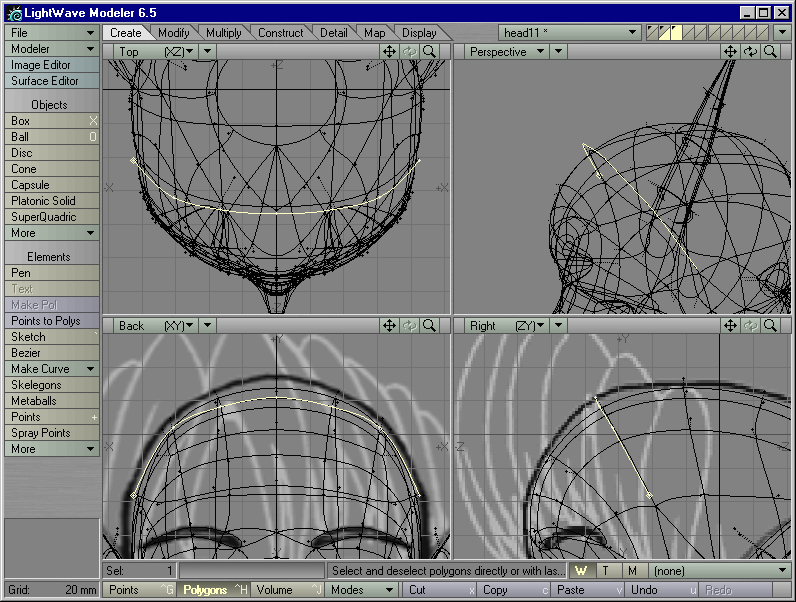 LightWave Modeler 6.5
File
Modeler
Image Editor
Surface Editor
Objects
Box X
Ball O
Disc
Cone
Capsule
Platonic Solid
SuperQuadric
More
Elements
Pen
Text
Make Pol
Points to Polys
Sketch `
Bezier
Make Curve
Skelegons
Metaballs
Points +
Spray Points
More
Create Modify Multiply Construct Detail Map Display head11 *
Top (XZ)
Perspective
+Z
-X +X
Back (XY)
Right (ZY)
+Y +Y
-X +X -Z
Sel: 1 Select and deselect polygons directly or with las... W T M (none)
Grid: 20 mm Points ^G Polygons ^H Volume ^J Modes Cut x Copy c Paste v Undo u Redo